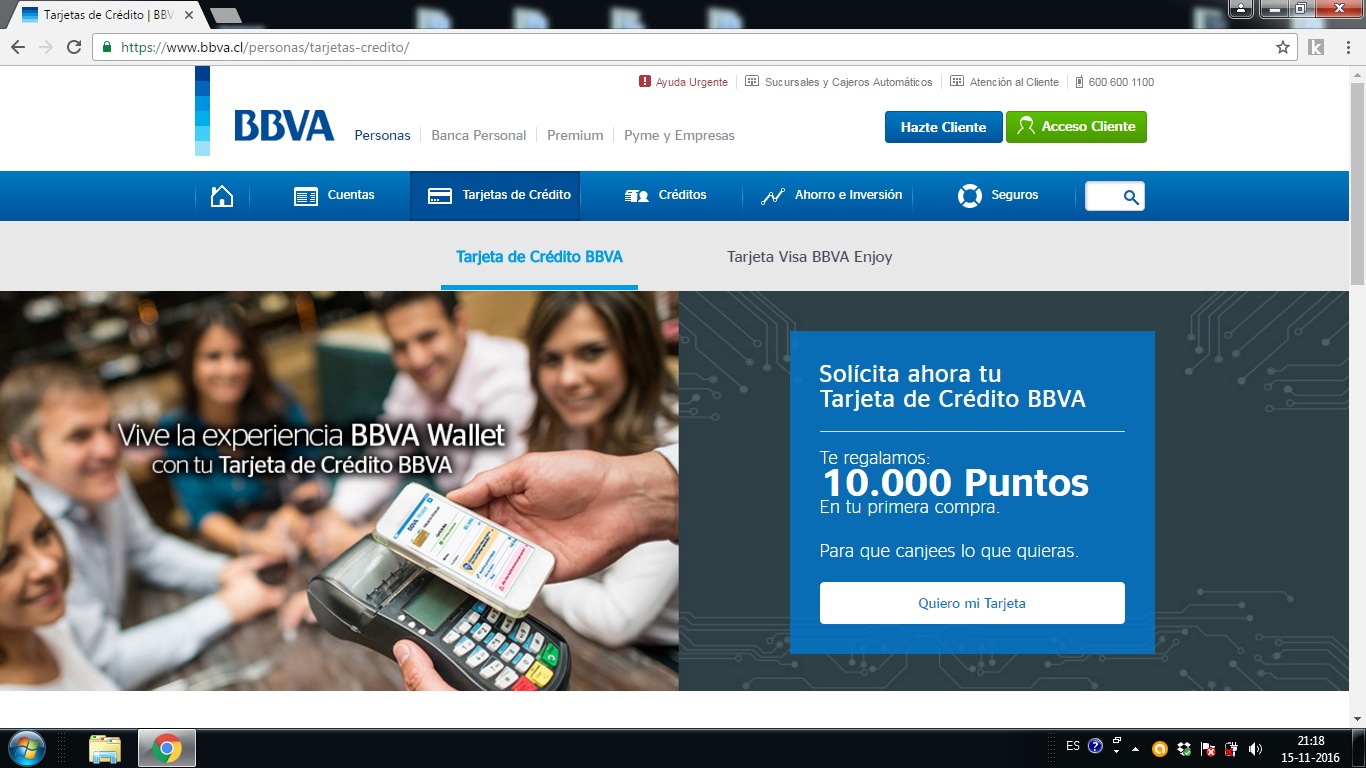 Tarjetas de Crédito | BBV
https://www.bbva.cl/personas/tarjetas-credito/
Ayuda Urgente
Sucursales y Cajeros Automáticos
Atención al Cliente
600 600 1100
BBVA
Personas
Banca Personal
Premium
Pyme y Empresas
Hazte Cliente
Acceso Cliente
Cuentas
Tarjetas de Crédito
Créditos
Ahorro e Inversión
Seguros
Tarjeta de Crédito BBVA
Tarjeta Visa BBVA Enjoy
Vive la experiencia BBVA Wallet
con tu Tarjeta de Crédito BBVA
Solícita ahora tu
Tarjeta de Crédito BBVA
Te regalamos:
10.000 Puntos
En tu primera compra.
Para que canjees lo que quieras.
Quiero mi Tarjeta
ES
21:18
15-11-2016